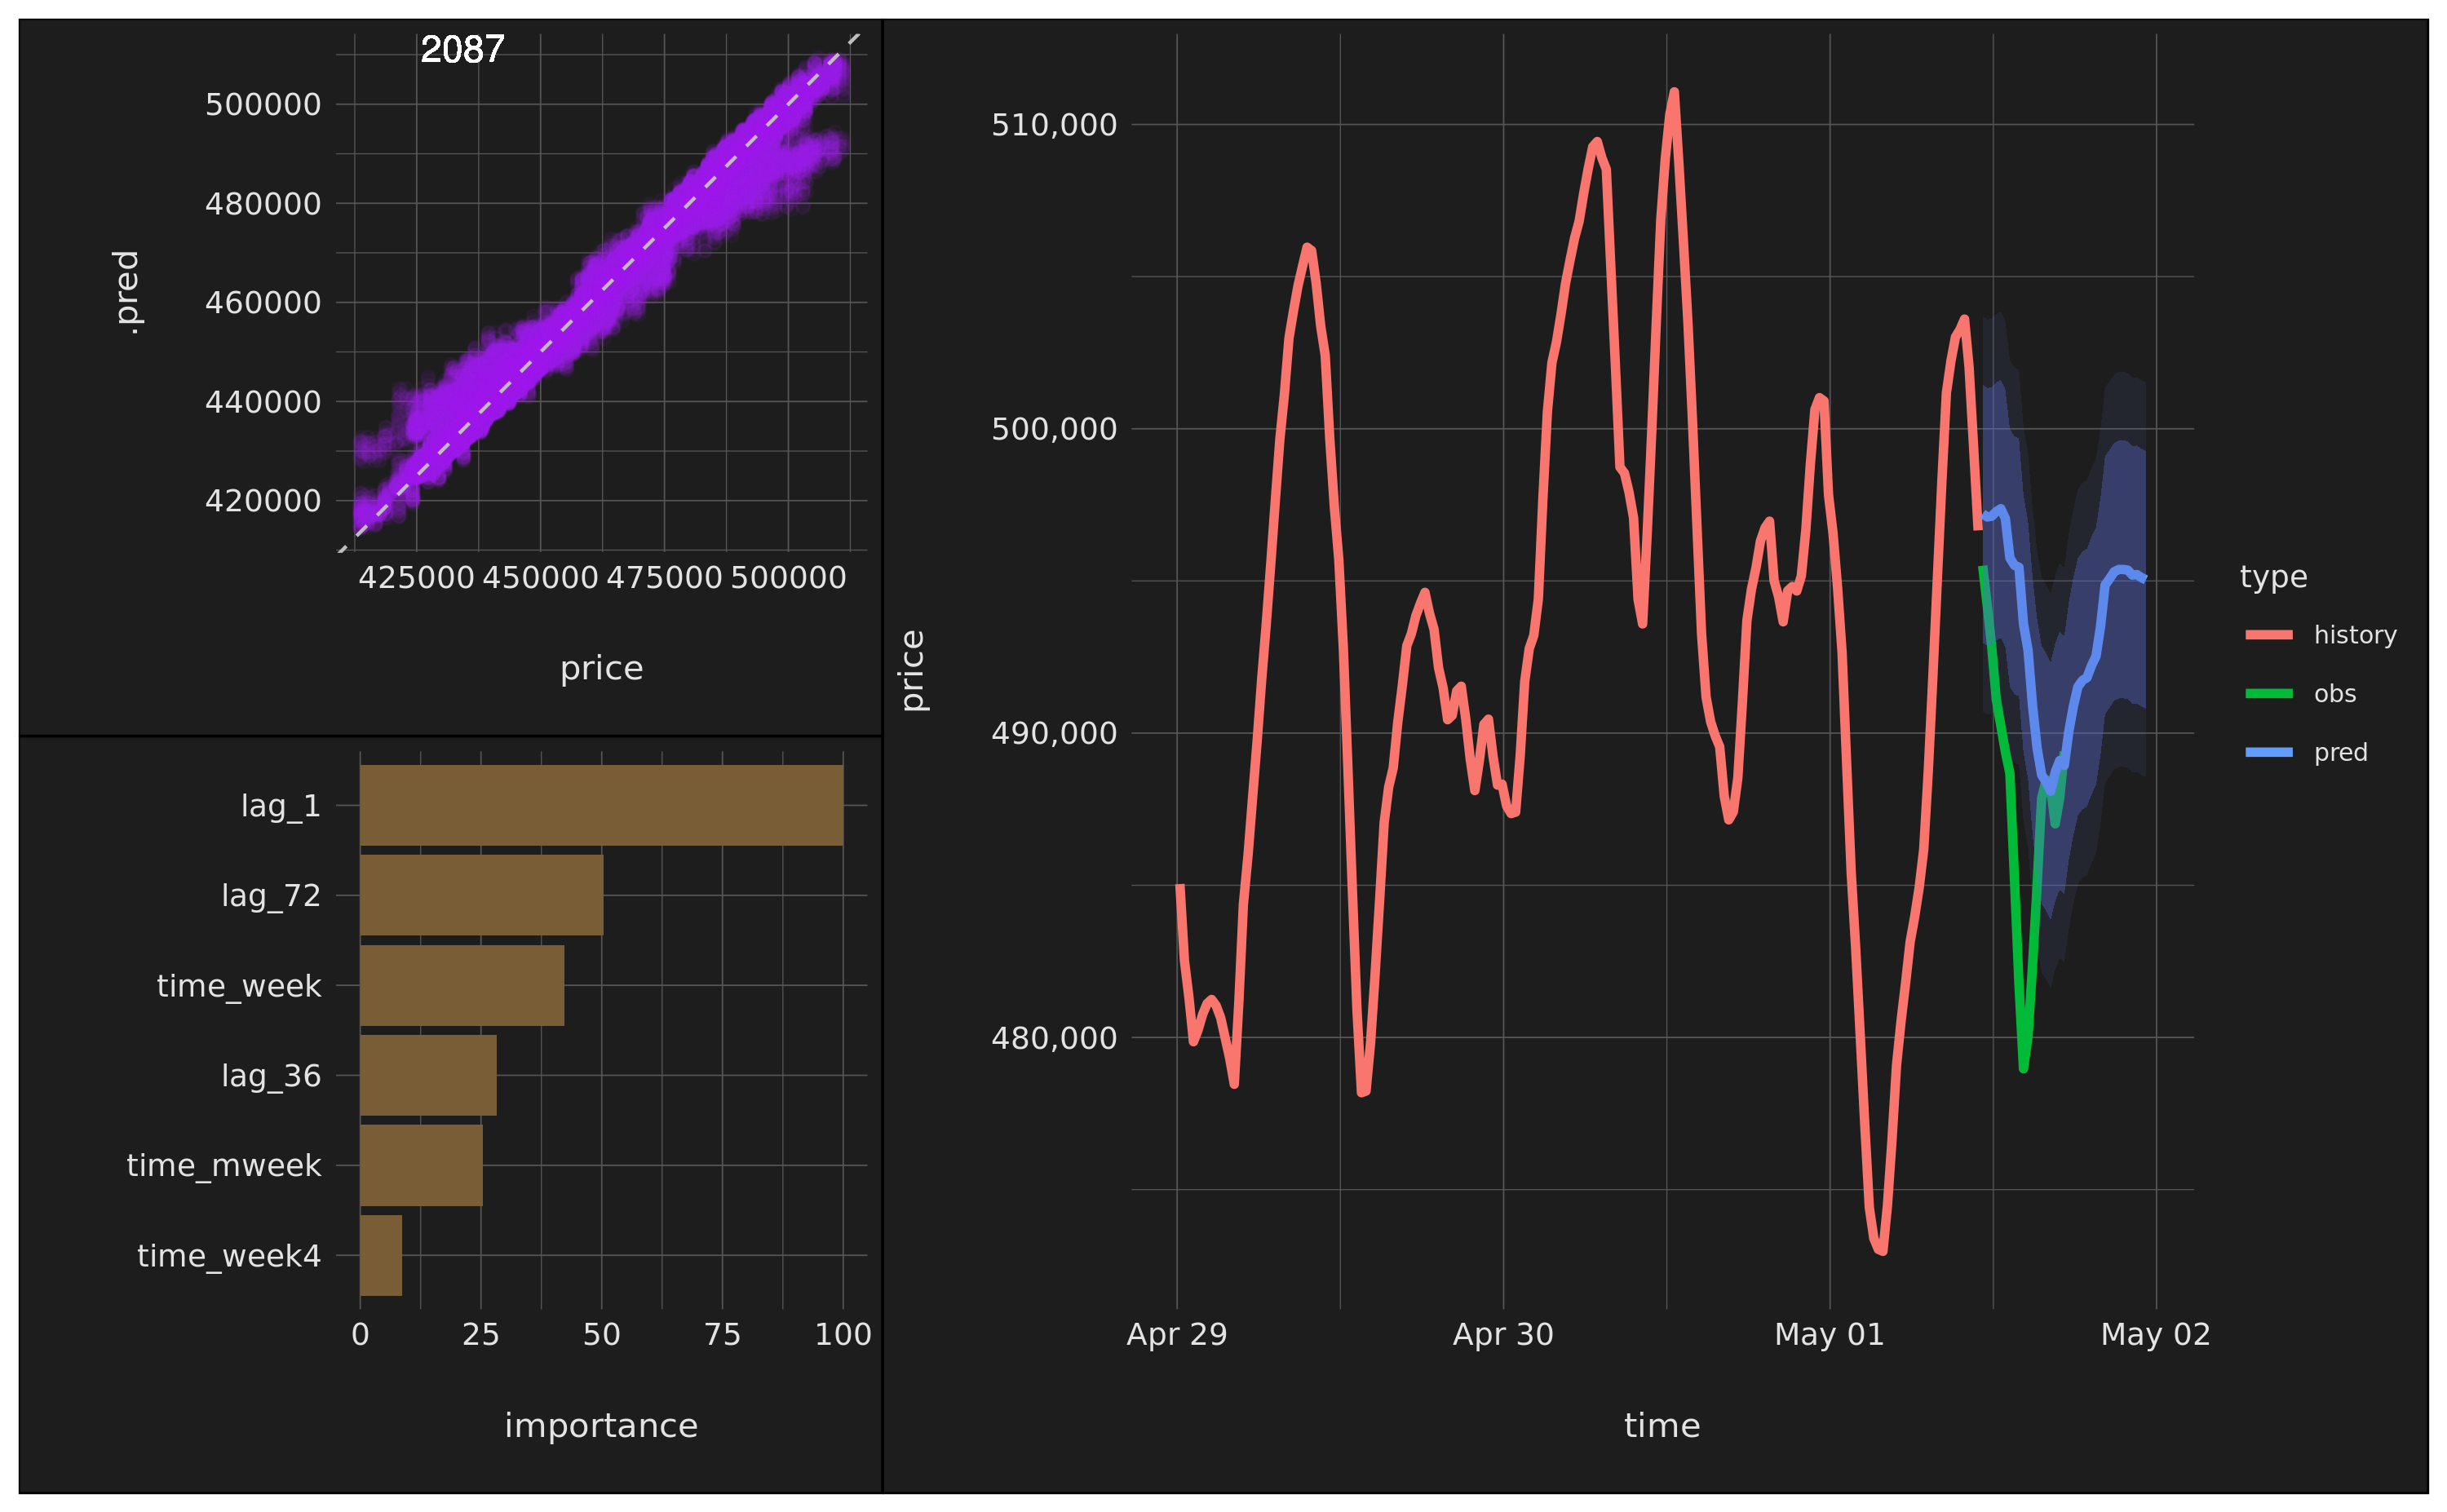 2087
500000
480000
460000
440000
420000
.pred
425000 450000 475000 500000
price
lag_1
lag_72
time_week
lag_36
time_mweek
time_week4
0 25 50 75 100
importance
510,000
500,000
490,000
480,000
price
Apr 29 Apr 30 May 01 May 02
time
type
history
obs
pred